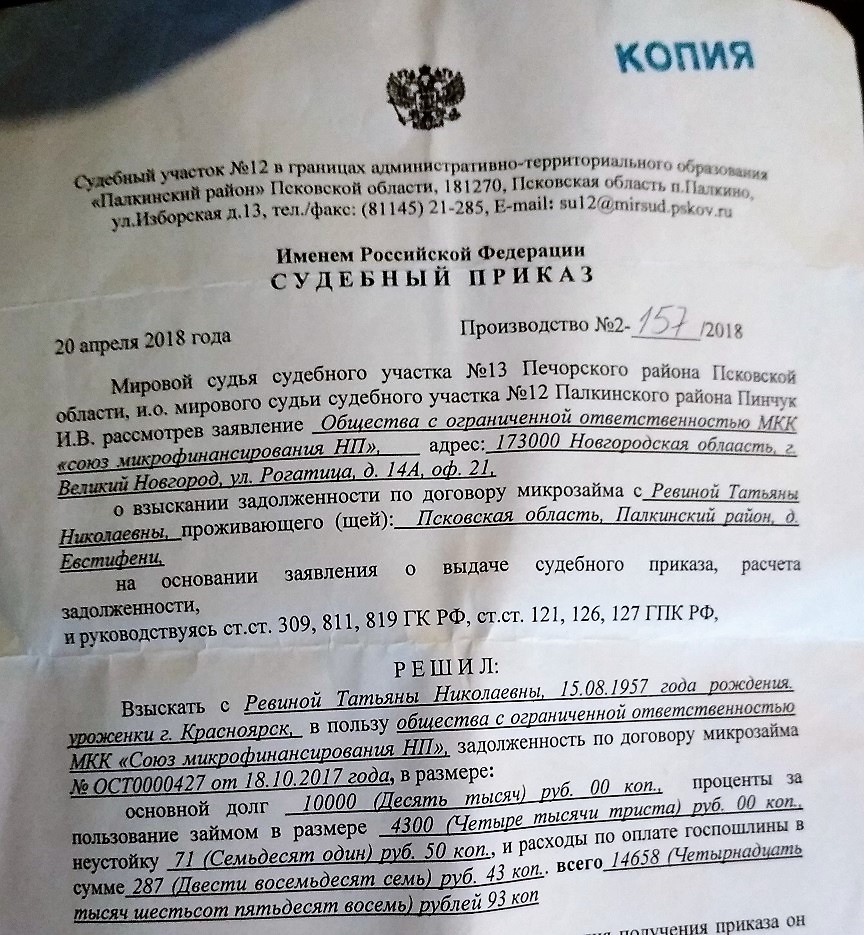 КОПИЯ
Судебный участок №12 в границах административно-территориального образования
«Палкинский район» Псковской области, 181270, Псковская область п.Палкино,
ул.Изборская д.13, тел./факс: (81145) 21-285, E-mail: su12@mirsud.pskov.ru
Именем Российской Федерации
СУДЕБНЫЙ ПРИКАЗ
20 апреля 2018 года Производство №2-157/2018
Мировой судья судебного участка №13 Печорского района Псковской
области, и.о. мирового судьи судебного участка №12 Палкинского района Пинчук
И.В. рассмотрев заявление Общества с ограниченной ответственностью МКК
«союз микрофинансирования НП», адрес: 173000 Новгородская облаасть, г.
Великий Новгород, ул. Рогатица, д. 14А, оф. 21,
о взыскании задолженности по договору микрозайма с Ревиной Татьяны
Николаевны, проживающего (щей): Псковская область, Палкинский район, д.
Евстифени,
на основании заявления о выдаче судебного приказа, расчета
задолженности,
и руководствуясь ст.ст. 309, 811, 819 ГК РФ, ст.ст. 121, 126, 127 ГПК РФ,
РЕШИЛ:
Взыскать с Ревиной Татьяны Николаевны, 15.08.1957 года рождения.
уроженки г. Красноярск, в пользу общества с ограниченной ответственностью
МКК «Союз микрофинансирования НП», задолженность по договору микрозайма
№ ОСТ0000427 от 18.10.2017 года, в размере:
основной долг 10000 (Десять тысяч) руб. 00 коп., проценты за
пользование займом в размере 4300 (Четыре тысячи триста) руб. 00 коп.,
неустойку 71 (Семьдесят один) руб. 50 коп., и расходы по оплате госпошлины в
сумме 287 (Двести восемьдесят семь) руб. 43 коп.. всего 14658 (Четырнадцать
тысяч шестьсот пятьдесят восемь) рублей 93 коп
получения приказа он